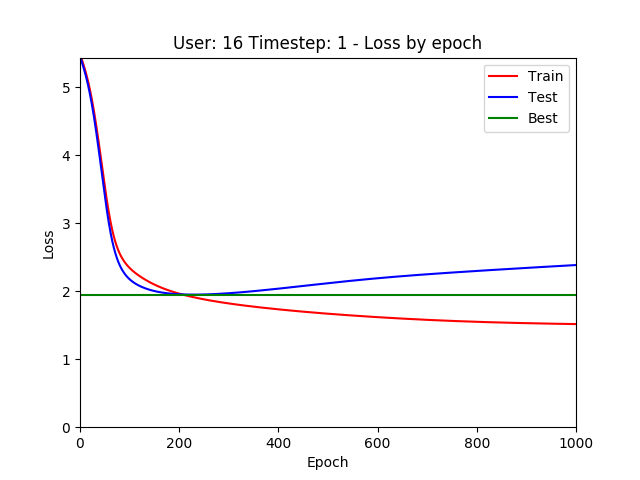 User: 16 Timestep: 1 - Loss by epoch
Train
Test
Best
Loss
5
4
3
2
1
0
0 200 400 600 800 1000
Epoch